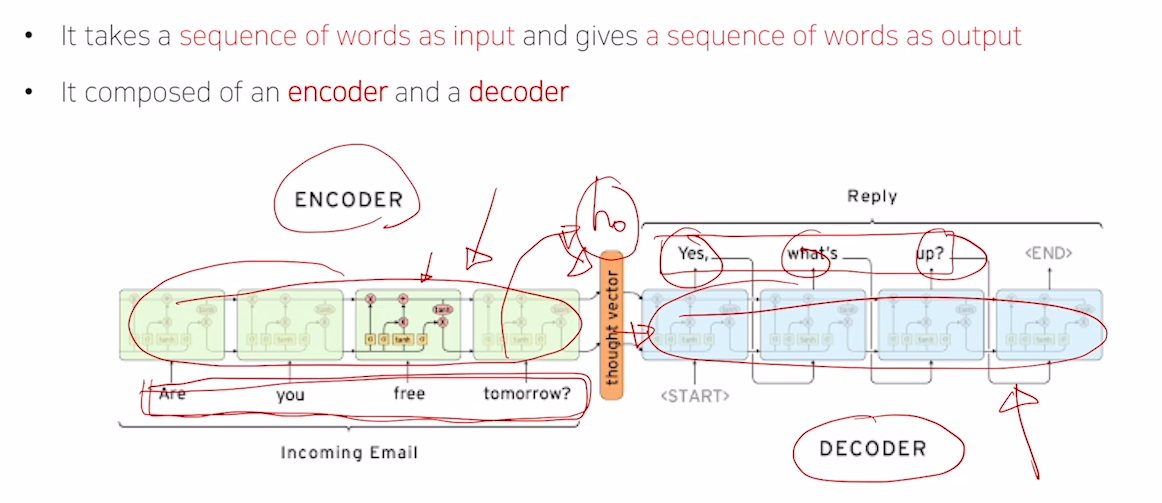 • It takes a sequence of words as input and gives a sequence of words as output
• It composed of an encoder and a decoder
ENCODER
h₀
Reply
Yes, what's up? <END>
thought vector
Are you free tomorrow?
<START>
Incoming Email
DECODER